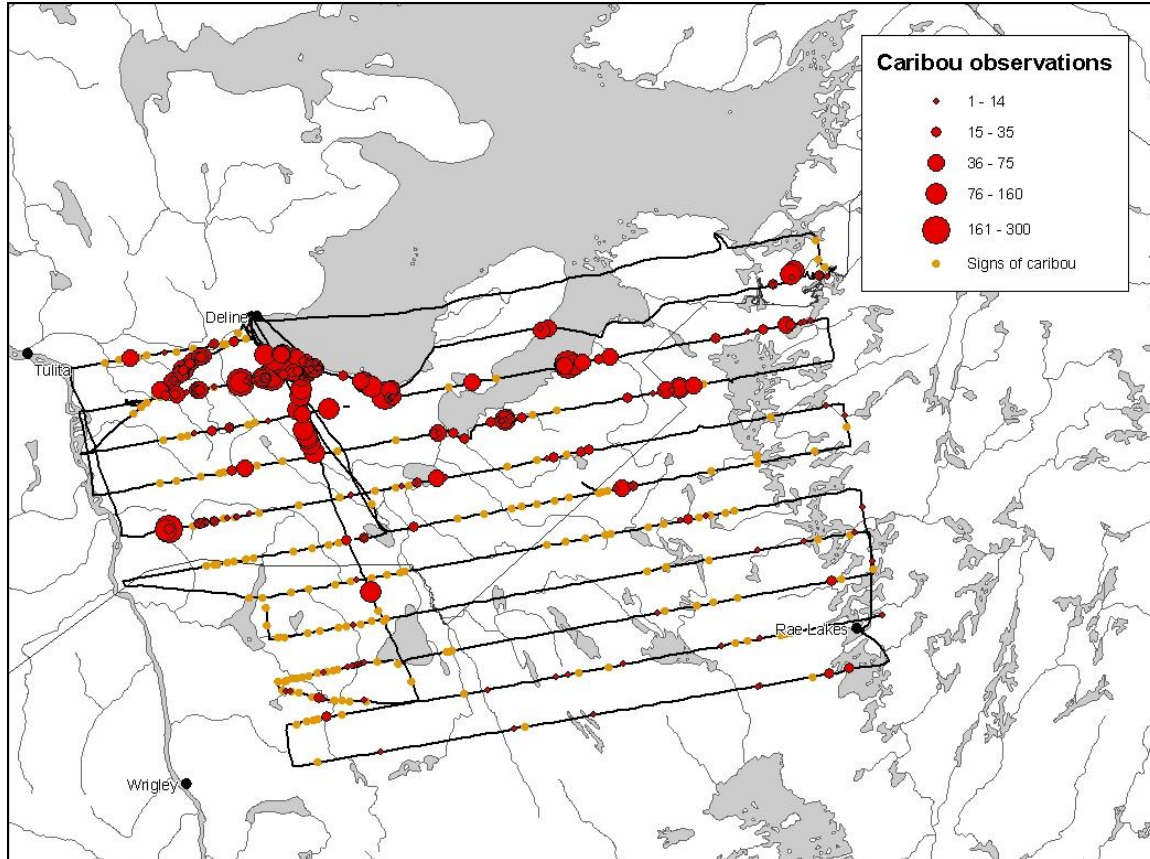 Caribou observations
1 - 14
15 - 35
36 - 75
76 - 160
161 - 300
Signs of caribou
Deline
Tulita
Rae Lakes
Wrigley